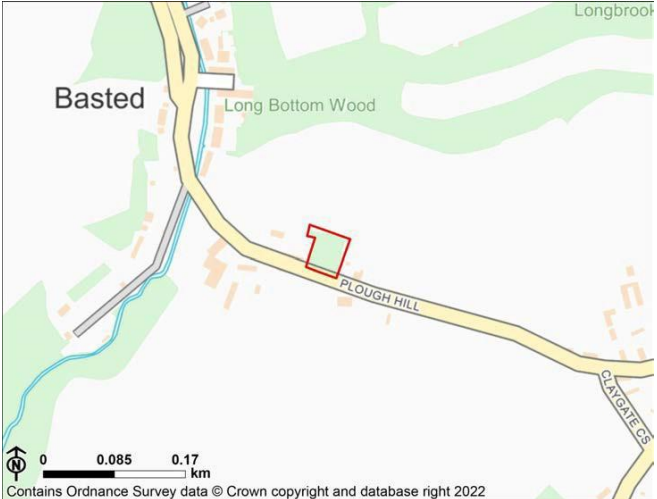 Longbrook
Basted
Long Bottom Wood
PLOUGH HILL
CLAYGATE CS
N
0 0.085 0.17
km
Contains Ordnance Survey data © Crown copyright and database right 2022